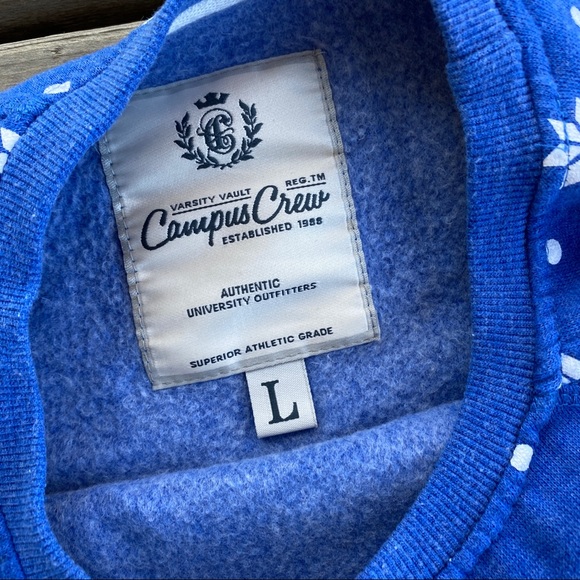 VARSITY VAULT REG.TM
Campus Crew
ESTABLISHED 1988
AUTHENTIC
UNIVERSITY OUTFITTERS
SUPERIOR ATHLETIC GRADE
L